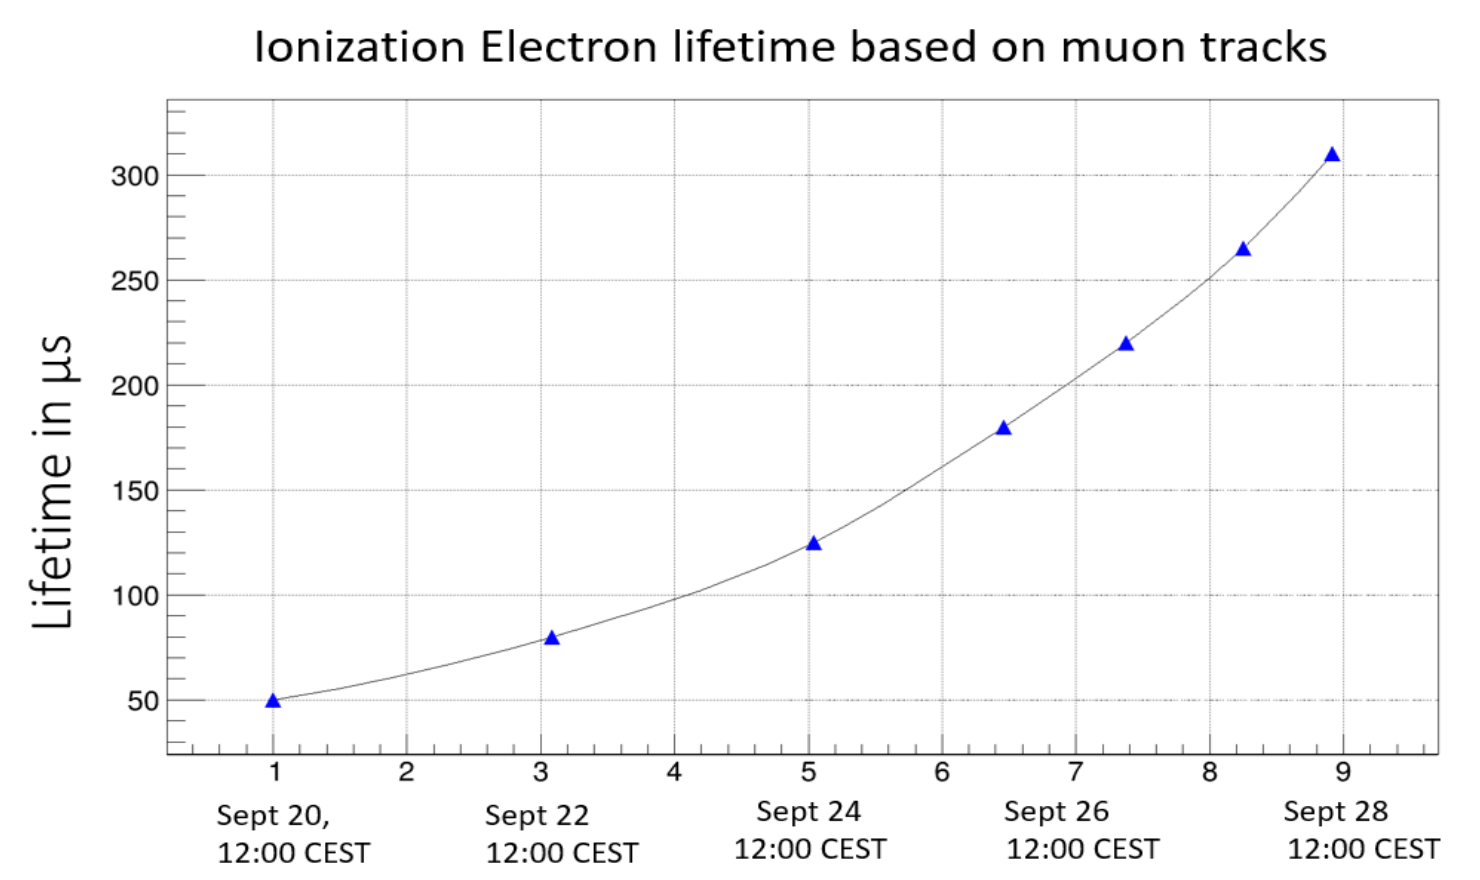 Ionization Electron lifetime based on muon tracks
Lifetime in µs
300
250
200
150
100
50
1 2 3 4 5 6 7 8 9
Sept 20, Sept 22 Sept 24 Sept 26 Sept 28
12:00 CEST 12:00 CEST 12:00 CEST 12:00 CEST 12:00 CEST